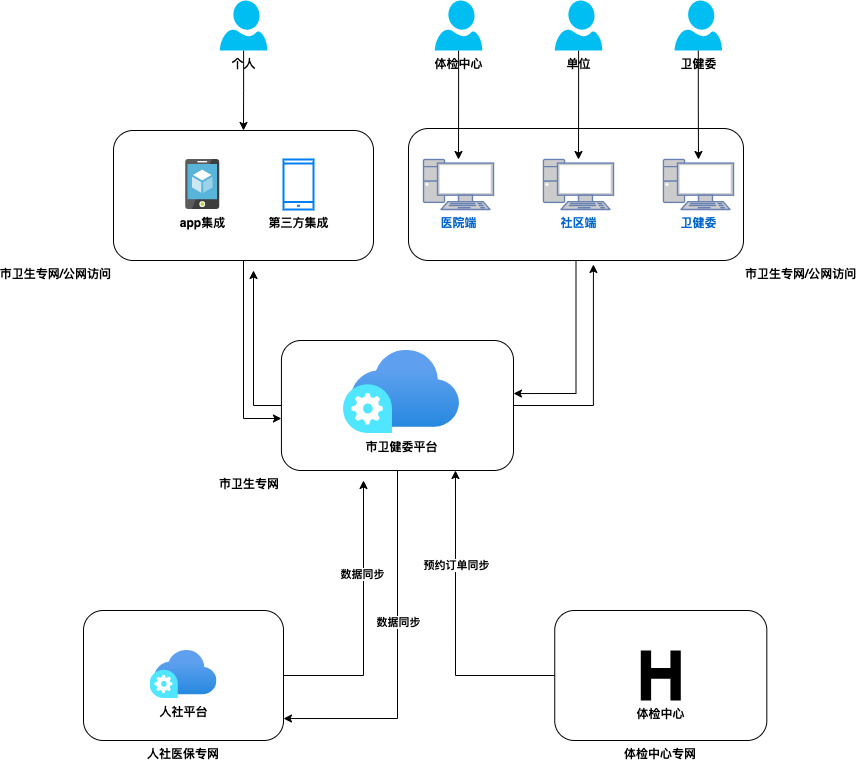 个人
体检中心
单位
卫健委
app集成
第三方集成
医院端
社区端
卫健委
市卫生专网/公网访问
市卫生专网/公网访问
市卫健委平台
市卫生专网
数据同步
预约订单同步
数据同步
人社平台
体检中心
人社医保专网
体检中心专网